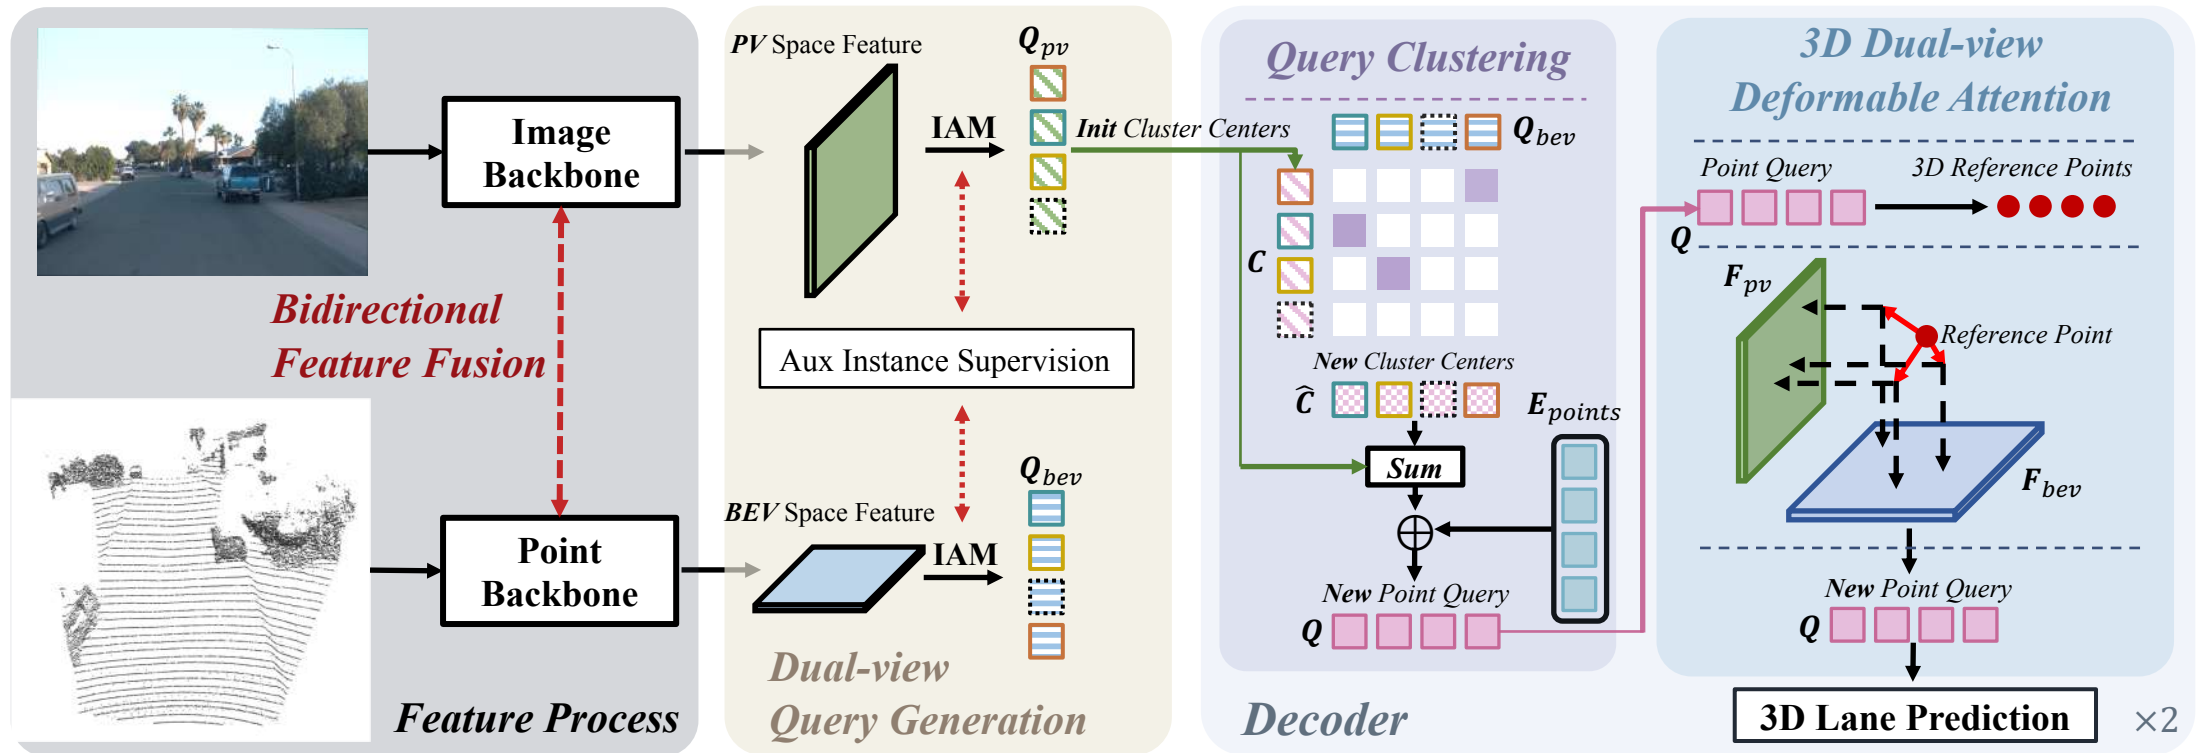 Image
Backbone
Bidirectional
Feature Fusion
Point
Backbone
Feature Process
PV Space Feature
Q_pv
IAM
Aux Instance Supervision
BEV Space Feature
Q_bev
IAM
Dual-view
Query Generation
Query Clustering
Init Cluster Centers
Q_bev
C
New Cluster Centers
Ĉ
E_points
Sum
New Point Query
Q
Decoder
3D Dual-view
Deformable Attention
Point Query
3D Reference Points
Q
F_pv
Reference Point
F_bev
New Point Query
Q
3D Lane Prediction
×2